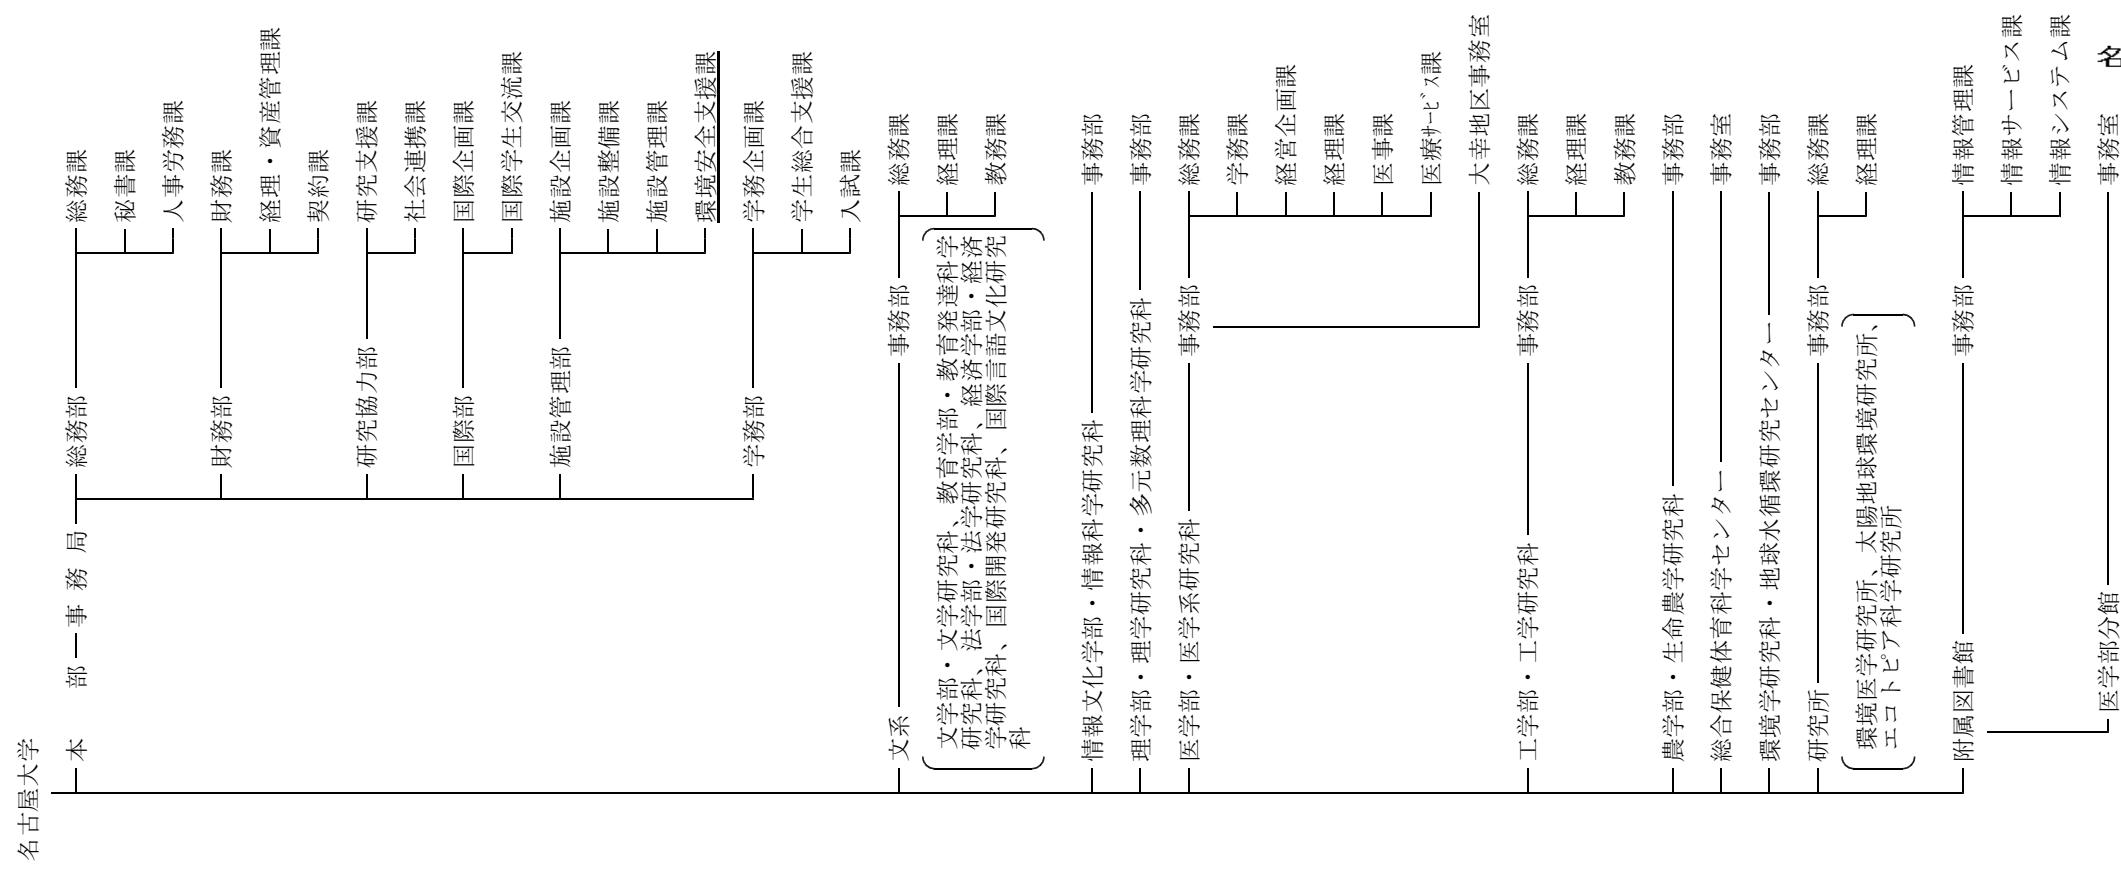 名古屋大学
本　部
事務局
総務部
総務課
秘書課
人事労務課
財務部
財務課
経理・資産管理課
契約課
研究協力部
研究支援課
社会連携課
国際部
国際企画課
国際学生交流課
施設管理部
施設企画課
施設整備課
施設管理課
環境安全支援課
学務部
学務企画課
学生総合支援課
入試課
文系
事務部
総務課
経理課
教務課
文学部・文学研究科、教育学部・教育発達科学
研究科、法学部・法学研究科、経済学部・経済
学研究科、国際開発研究科、国際言語文化研究
科
情報文化学部・情報科学研究科
事務部
理学部・理学研究科・多元数理科学研究科
事務部
医学部・医学系研究科
事務部
総務課
学務課
経営企画課
経理課
医事課
医療ｻｰﾋﾞｽ課
大幸地区事務室
工学部・工学研究科
事務部
総務課
経理課
教務課
農学部・生命農学研究科
事務部
総合保健体育科学センター
事務室
環境学研究科・地球水循環研究センター
事務部
研究所
事務部
総務課
経理課
環境医学研究所、太陽地球環境研究所、
エコトピア科学研究所
附属図書館
事務部
情報管理課
情報サービス課
情報システム課
医学部分館
事務室
名